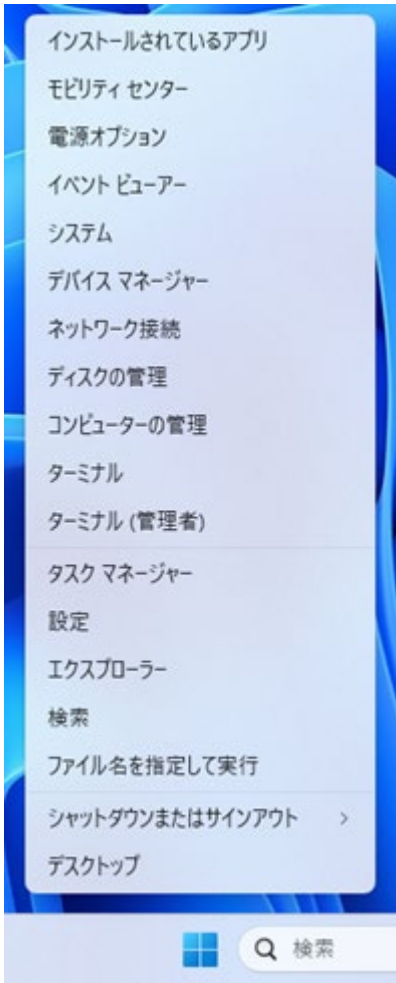 インストールされているアプリ
モビリティ センター
電源オプション
イベント ビューアー
システム
デバイス マネージャー
ネットワーク接続
ディスクの管理
コンピューターの管理
ターミナル
ターミナル (管理者)
タスク マネージャー
設定
エクスプローラー
検索
ファイル名を指定して実行
シャットダウンまたはサインアウト
デスクトップ
検索